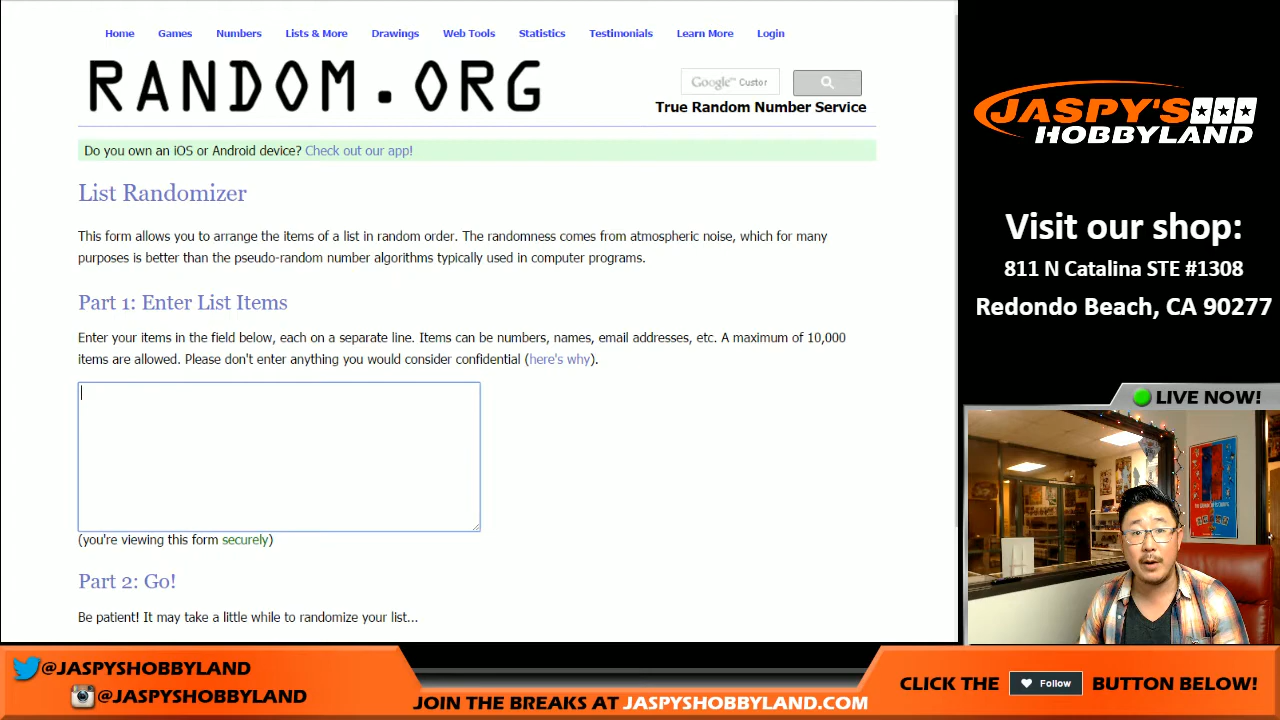 Home Games Numbers Lists & More Drawings Web Tools Statistics Testimonials Learn More Login
RANDOM.ORG
Google™ Custor
True Random Number Service
Do you own an iOS or Android device? Check out our app!
List Randomizer
This form allows you to arrange the items of a list in random order. The randomness comes from atmospheric noise, which for many
purposes is better than the pseudo-random number algorithms typically used in computer programs.
Part 1: Enter List Items
Enter your items in the field below, each on a separate line. Items can be numbers, names, email addresses, etc. A maximum of 10,000
items are allowed. Please don't enter anything you would consider confidential (here's why).
(you're viewing this form securely)
Part 2: Go!
Be patient! It may take a little while to randomize your list...
JASPY'S
HOBBYLAND
Visit our shop:
811 N Catalina STE #1308
Redondo Beach, CA 90277
LIVE NOW!
@JASPYSHOBBYLAND
@JASPYSHOBBYLAND
JOIN THE BREAKS AT JASPYSHOBBYLAND.COM
CLICK THE Follow BUTTON BELOW!